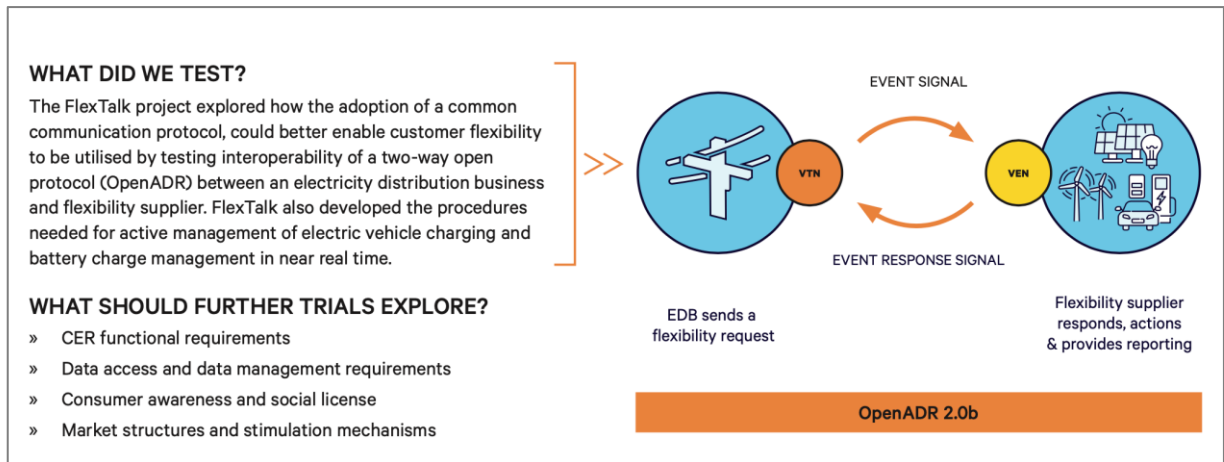 WHAT DID WE TEST?
The FlexTalk project explored how the adoption of a common
communication protocol, could better enable customer flexibility
to be utilised by testing interoperability of a two-way open
protocol (OpenADR) between an electricity distribution business
and flexibility supplier. FlexTalk also developed the procedures
needed for active management of electric vehicle charging and
battery charge management in near real time.
WHAT SHOULD FURTHER TRIALS EXPLORE?
» CER functional requirements
» Data access and data management requirements
» Consumer awareness and social license
» Market structures and stimulation mechanisms
EVENT SIGNAL
VTN
VEN
EVENT RESPONSE SIGNAL
EDB sends a
flexibility request
Flexibility supplier
responds, actions
& provides reporting
OpenADR 2.0b